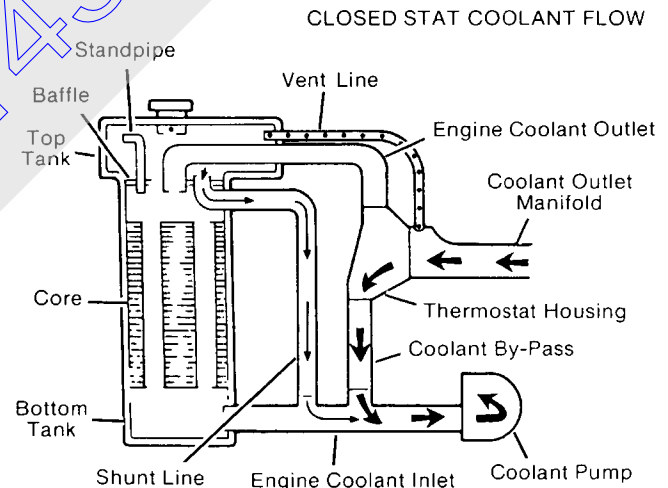 CLOSED STAT COOLANT FLOW
Standpipe
Vent Line
Baffle
Engine Coolant Outlet
Top
Tank
Coolant Outlet
Manifold
Core
Thermostat Housing
Coolant By-Pass
Bottom
Tank
Shunt Line
Engine Coolant Inlet
Coolant Pump